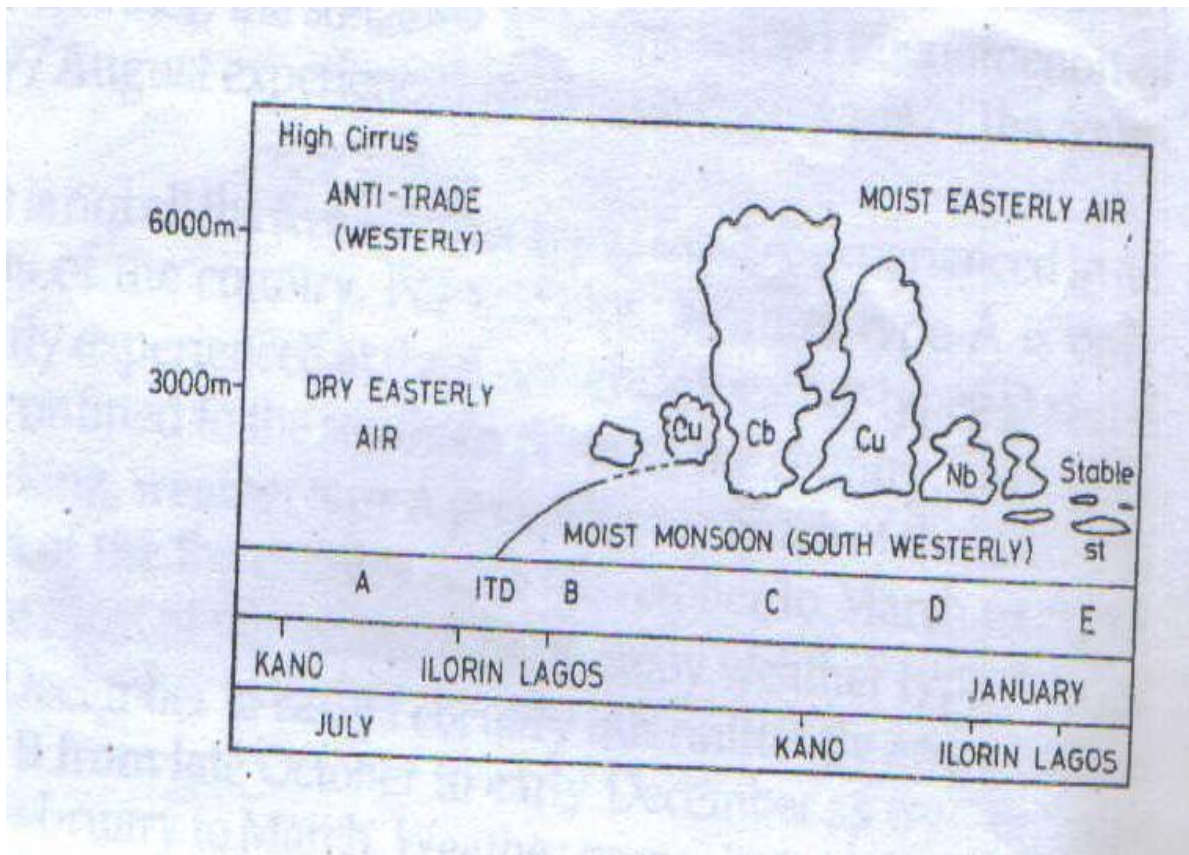 High Cirrus
ANTI-TRADE
(WESTERLY)
MOIST EASTERLY AIR
6000m
3000m
DRY EASTERLY
AIR
Cu
Cb
Cu
Nb
Stable
MOIST MONSOON (SOUTH WESTERLY)
st
A ITD B C D E
KANO ILORIN LAGOS JANUARY
JULY KANO ILORIN LAGOS